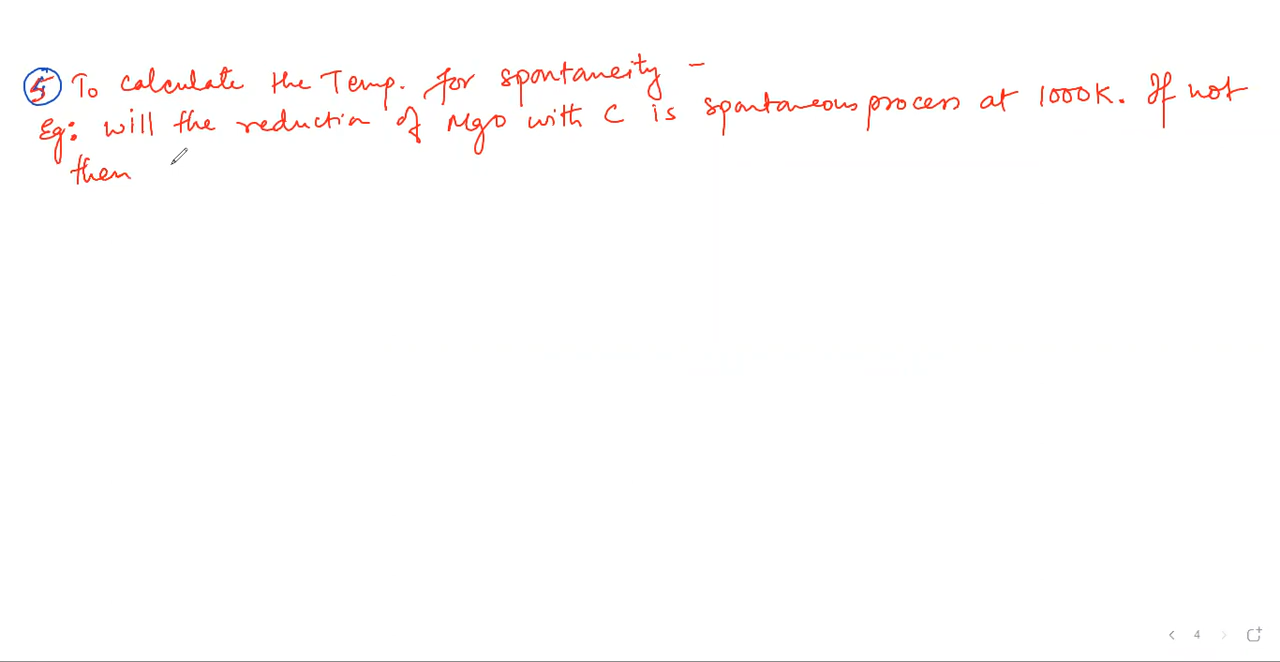 5 To calculate the Temp. for spontaneity -
Eg: will the reduction of MgO with C is spontaneous process at 1000K. If not
then
4